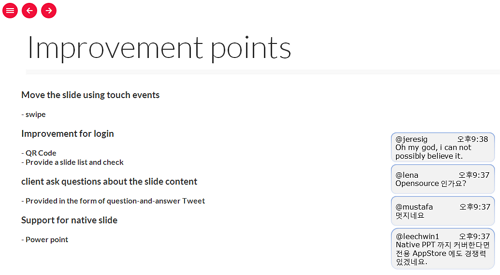 Improvement points
Move the slide using touch events
- swipe
Improvement for login
- QR Code
- Provide a slide list and check
client ask questions about the slide content
- Provided in the form of question-and-answer Tweet
Support for native slide
- Power point
@jeresig 오후9:38
Oh my god, i can not
possibly believe it.
@lena 오후9:37
Opensource 인가요?
@mustafa 오후9:37
멋지네요
@leechwin1 오후9:37
Native PPT 까지 커버한다면
전용 AppStore 에도 경쟁력
있겠네요.